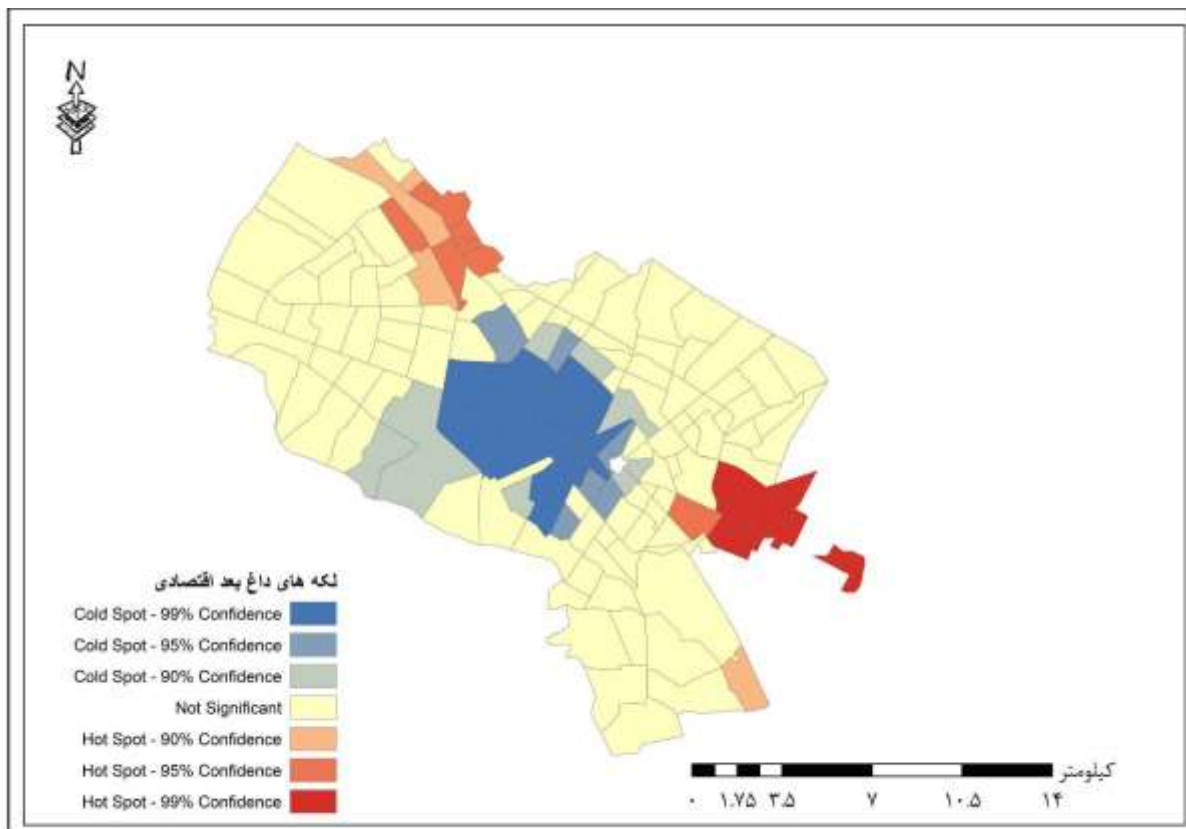 N
لکه های داغ بعد اقتصادی
Cold Spot - 99% Confidence
Cold Spot - 95% Confidence
Cold Spot - 90% Confidence
Not Significant
Hot Spot - 90% Confidence
Hot Spot - 95% Confidence
Hot Spot - 99% Confidence
کیلومتر
۰ ۱.۷۵ ۳.۵ ۷ ۱۰.۵ ۱۴